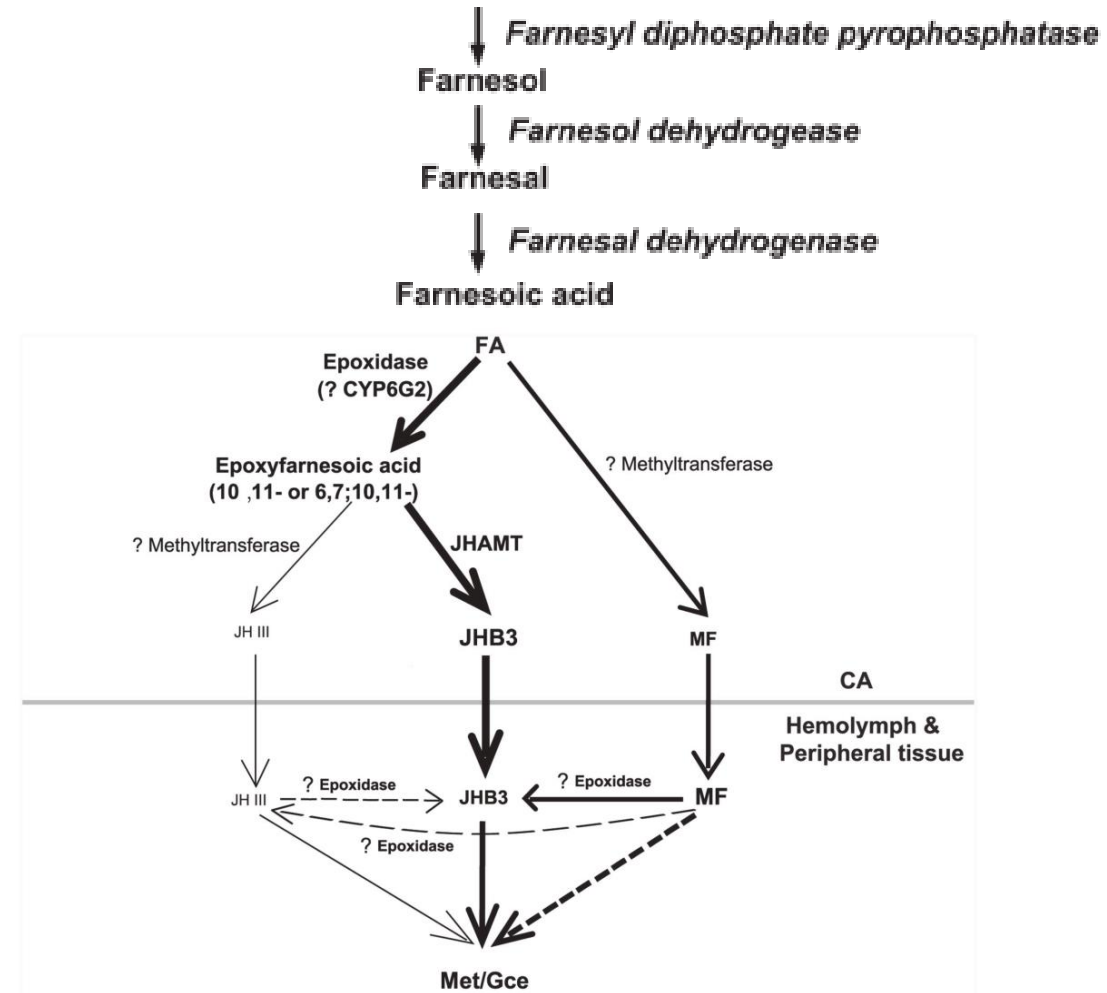 Farnesyl diphosphate pyrophosphatase
Farnesol
Farnesol dehydrogease
Farnesal
Farnesal dehydrogenase
Farnesoic acid
FA
Epoxidase
(? CYP6G2)
? Methyltransferase
Epoxyfarnesoic acid
(10 ,11- or 6,7;10,11-)
? Methyltransferase
JHAMT
JH III
JHB3
MF
CA
Hemolymph &
Peripheral tissue
? Epoxidase
? Epoxidase
JH III
JHB3
MF
? Epoxidase
Met/Gce